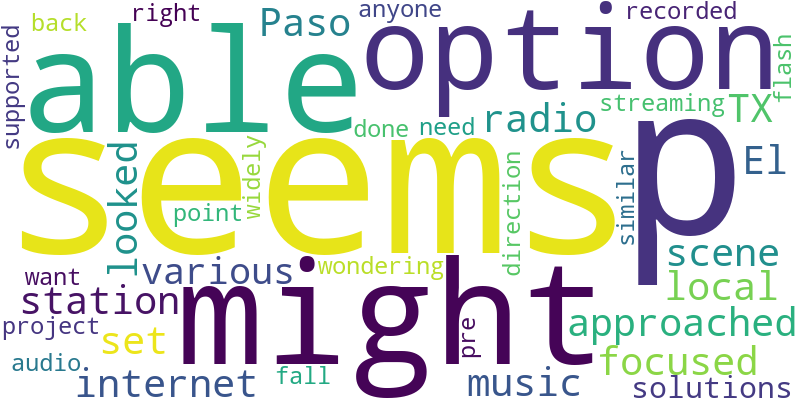 back
right
Paso
anyone
recorded
supported
able
option
flash
streaming
TX
done
need
radio
looked
widely
seems
p
El
similar
direction
point
scene
want
various
wondering
local
station
might
pre
project
set
approached
audio
internet
fall
music
focused
solutions